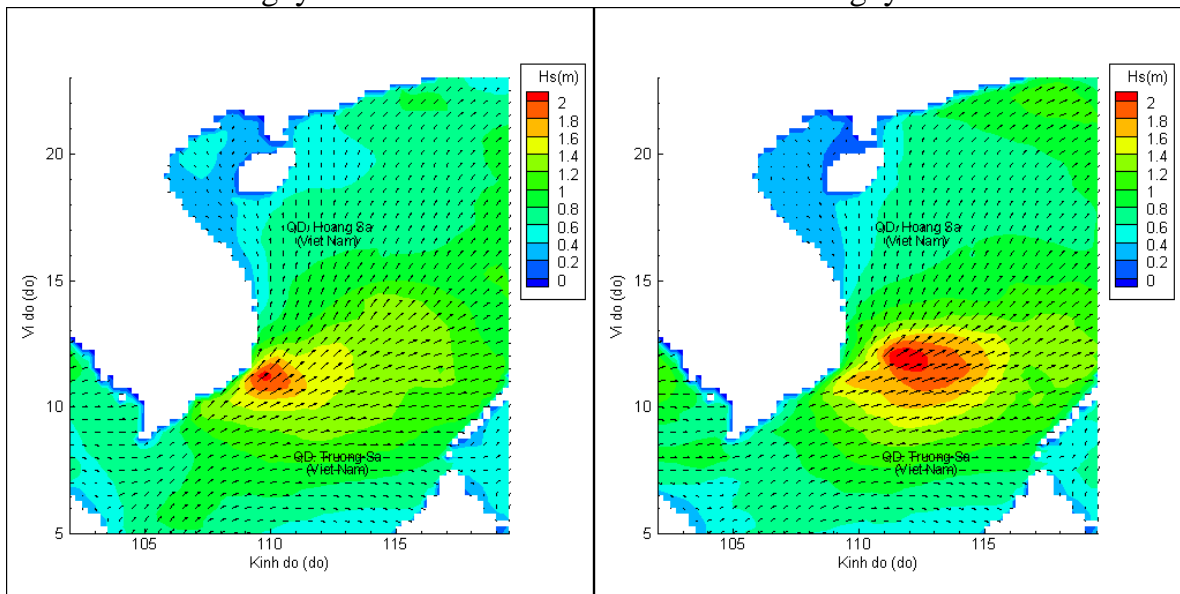 Hs(m)
2
1.8
1.6
1.4
1.2
1
0.8
0.6
0.4
0.2
0
20
15
10
5
Vi do (do)
QD. Hoang Sa
(Viet Nam)
QD. Truong Sa
(Viet Nam)
105
110
115
Kinh do (do)
Hs(m)
2
1.8
1.6
1.4
1.2
1
0.8
0.6
0.4
0.2
0
20
15
10
5
Vi do (do)
QD. Hoang Sa
(Viet Nam)
QD. Truong Sa
(Viet Nam)
105
110
115
Kinh do (do)